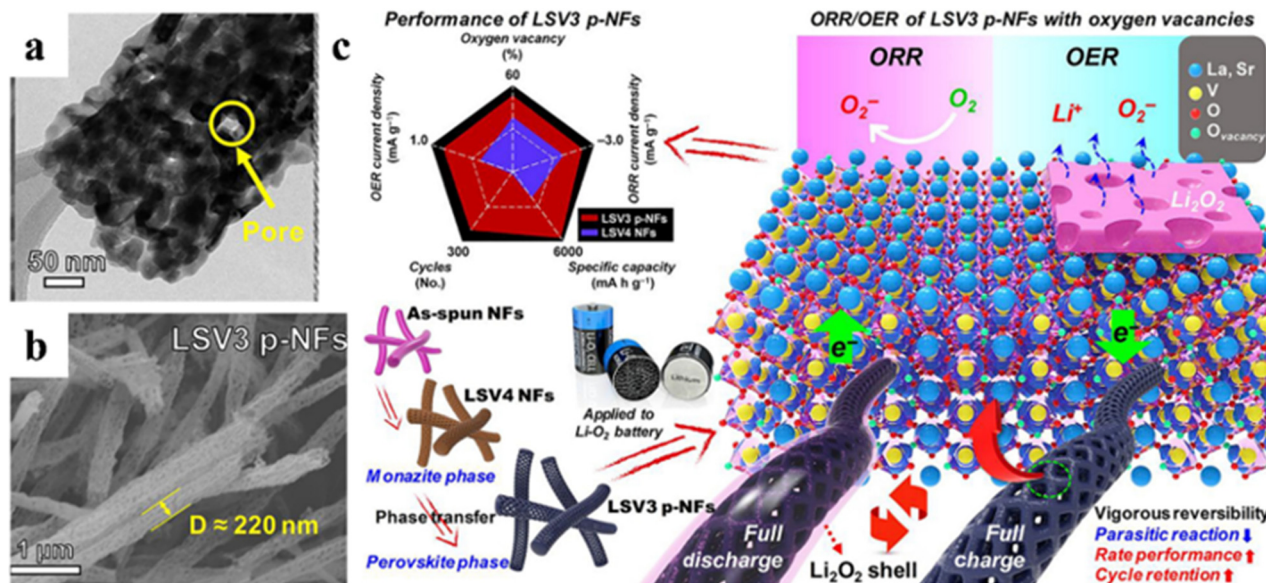 a
Pore
50 nm
b
LSV3 p-NFs
D ≈ 220 nm
1 μm
c
Performance of LSV3 p-NFs
Oxygen vacancy
(%)
60
OER current density
(mA g⁻¹)
1.0
−3.0
ORR current density
(mA g⁻¹)
LSV3 p-NFs
LSV4 NFs
300
6000
Cycles
(No.)
Specific capacity
(mA h g⁻¹)
As-spun NFs
LSV4 NFs
Monazite phase
Phase transfer
Perovskite phase
LSV3 p-NFs
Lithium
Applied to
Li-O₂ battery
ORR/OER of LSV3 p-NFs with oxygen vacancies
ORR
OER
O₂⁻
O₂
Li⁺
O₂⁻
La, Sr
V
O
Ovacancy
Li₂O₂
e⁻
e⁻
Full
discharge
Li₂O₂ shell
Full
charge
Vigorous reversibility
Parasitic reaction ⬇
Rate performance ⬆
Cycle retention ⬆